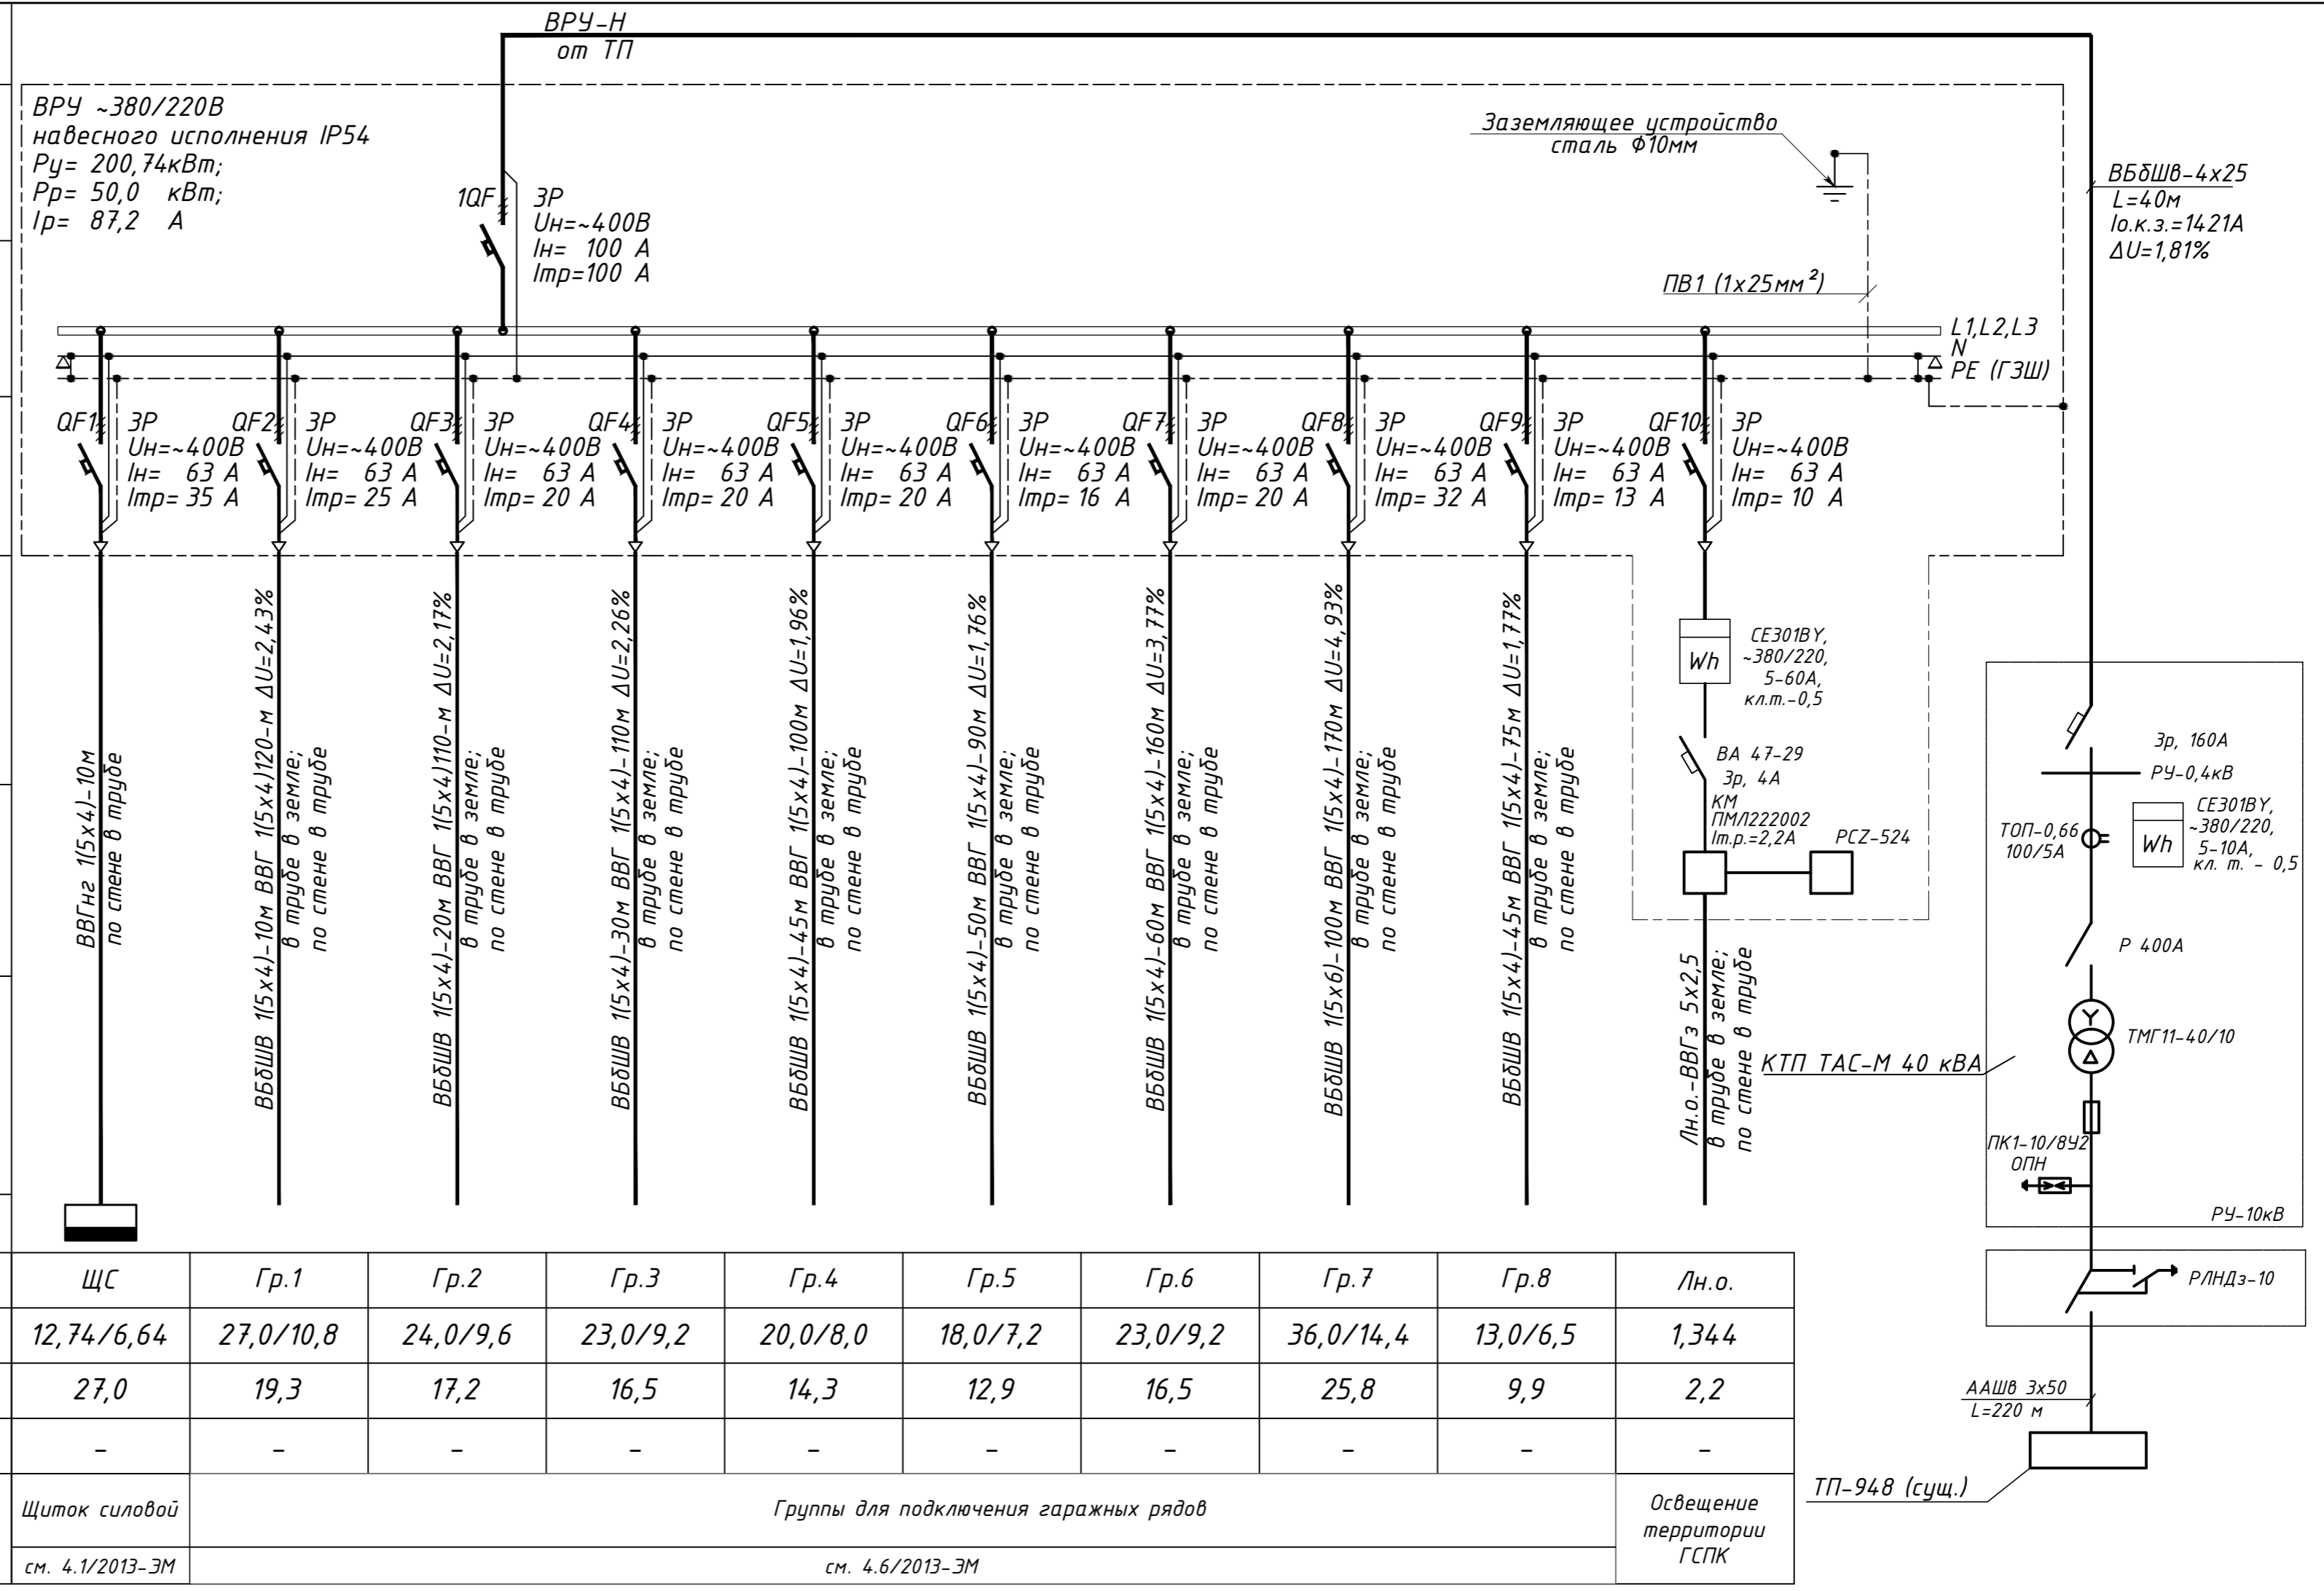 ВРУ-Н
от ТП
ВРУ ~380/220В
навесного исполнения IP54
Ру= 200,74кВт;
Рр= 50,0 кВт;
Iр= 87,2 А
1QF
3Р
Uн=~400В
Iн= 100 А
Iтр=100 А
Заземляющее устройство
сталь Ф10мм
ПВ1 (1х25мм²)
ВБбШв-4х25
L=40м
Iо.к.з.=1421А
ΔU=1,81%
L1,L2,L3
N
PE (ГЗШ)
QF1
3Р
Uн=~400В
Iн= 63 А
Iтр= 35 А
QF2
3Р
Uн=~400В
Iн= 63 А
Iтр= 25 А
QF3
3Р
Uн=~400В
Iн= 63 А
Iтр= 20 А
QF4
3Р
Uн=~400В
Iн= 63 А
Iтр= 20 А
QF5
3Р
Uн=~400В
Iн= 63 А
Iтр= 20 А
QF6
3Р
Uн=~400В
Iн= 63 А
Iтр= 16 А
QF7
3Р
Uн=~400В
Iн= 63 А
Iтр= 20 А
QF8
3Р
Uн=~400В
Iн= 63 А
Iтр= 32 А
QF9
3Р
Uн=~400В
Iн= 63 А
Iтр= 13 А
QF10
3Р
Uн=~400В
Iн= 63 А
Iтр= 10 А
ВВГнг 1(5х4)-10м
по стене в трубе
ВБбШВ 1(5х4)-10м ВВГ 1(5х4)120-м ΔU=2,43%
в трубе в земле;
по стене в трубе
ВБбШВ 1(5х4)-20м ВВГ 1(5х4)110-м ΔU=2,17%
в трубе в земле;
по стене в трубе
ВБбШВ 1(5х4)-30м ВВГ 1(5х4)-110м ΔU=2,26%
в трубе в земле;
по стене в трубе
ВБбШВ 1(5х4)-45м ВВГ 1(5х4)-100м ΔU=1,96%
в трубе в земле;
по стене в трубе
ВБбШВ 1(5х4)-50м ВВГ 1(5х4)-90м ΔU=1,76%
в трубе в земле;
по стене в трубе
ВБбШВ 1(5х4)-60м ВВГ 1(5х4)-160м ΔU=3,77%
в трубе в земле;
по стене в трубе
ВБбШВ 1(5х6)-100м ВВГ 1(5х4)-170м ΔU=4,93%
в трубе в земле;
по стене в трубе
ВБбШВ 1(5х4)-45м ВВГ 1(5х4)-75м ΔU=1,77%
в трубе в земле;
по стене в трубе
Wh
СЕ301BY,
~380/220,
5-60А,
кл.т.-0,5
ВА 47-29
3р, 4А
КМ
ПМЛ222002
Iт.р.=2,2А
PCZ-524
Лн.о.-ВВГз 5х2,5
в трубе в земле;
по стене в трубе
3р, 160А
РУ-0,4кВ
ТОП-0,66
100/5А
Wh
СЕ301BY,
~380/220,
5-10А,
кл. т. - 0,5
Р 400А
ТМГ11-40/10
КТП ТАС-М 40 кВА
ПК1-10/8У2
ОПН
РУ-10кВ
РЛНДз-10
ААШв 3х50
L=220 м
ТП-948 (сущ.)
ЩС Гр.1 Гр.2 Гр.3 Гр.4 Гр.5 Гр.6 Гр.7 Гр.8 Лн.о.
12,74/6,64 27,0/10,8 24,0/9,6 23,0/9,2 20,0/8,0 18,0/7,2 23,0/9,2 36,0/14,4 13,0/6,5 1,344
27,0 19,3 17,2 16,5 14,3 12,9 16,5 25,8 9,9 2,2
- - - - - - - - - -
Щиток силовой
Группы для подключения гаражных рядов
Освещение
территории
ГСПК
см. 4.1/2013-ЭМ
см. 4.6/2013-ЭМ